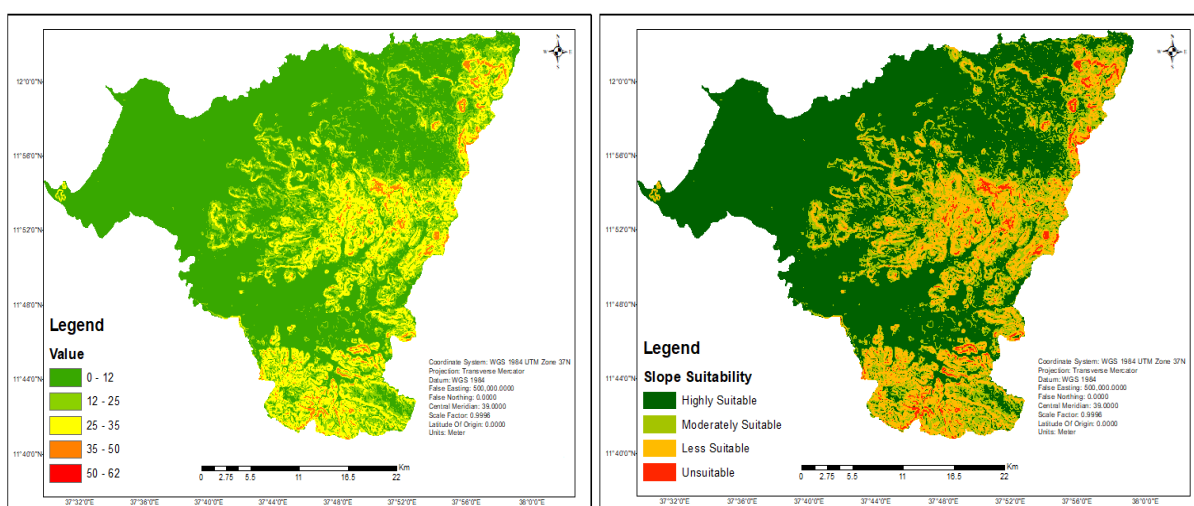 N
W E
S
12°0'0"N
11°56'0"N
11°52'0"N
11°48'0"N
11°44'0"N
11°40'0"N
Legend
Value
0 - 12
12 - 25
25 - 35
35 - 50
50 - 62
Coordinate System: WGS 1984 UTM Zone 37N
Projection: Transverse Mercator
Datum: WGS 1984
False Easting: 500,000.0000
False Northing: 0.0000
Central Meridian: 39.0000
Scale Factor: 0.9996
Latitude Of Origin: 0.0000
Units: Meter
Km
0 2.75 5.5 11 16.5 22
37°32'0"E 37°36'0"E 37°40'0"E 37°44'0"E 37°48'0"E 37°52'0"E 37°56'0"E 38°0'0"E
N
W E
S
12°0'0"N
11°56'0"N
11°52'0"N
11°48'0"N
11°44'0"N
11°40'0"N
Legend
Slope Suitability
Highly Suitable
Moderately Suitable
Less Suitable
Unsuitable
Coordinate System: WGS 1984 UTM Zone 37N
Projection: Transverse Mercator
Datum: WGS 1984
False Easting: 500,000.0000
False Northing: 0.0000
Central Meridian: 39.0000
Scale Factor: 0.9996
Latitude Of Origin: 0.0000
Units: Meter
Km
0 2.75 5.5 11 16.5 22
37°32'0"E 37°36'0"E 37°40'0"E 37°44'0"E 37°48'0"E 37°52'0"E 37°56'0"E 38°0'0"E